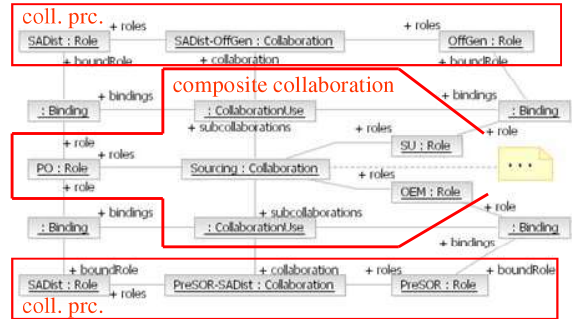 coll. prc.
+ roles
SADist : Role
SADist-OffGen : Collaboration
OffGen : Role
+ boundRole
+ collaboration
+ boundRole
composite collaboration
+ bindings
+ bindings
: Binding
: CollaborationUse
: Binding
+ subcollaborations
+ role
+ roles
+ role
+ roles
SU : Role
PO : Role
Sourcing : Collaboration
...
+ roles
+ role
OEM : Role
+ bindings
+ subcollaborations
+ role
: Binding
: CollaborationUse
: Binding
+ bindings
+ boundRole
+ collaboration
+ boundRole
SADist : Role
+ roles
PreSOR-SADist : Collaboration
+ roles
PreSOR : Role
coll. prc.